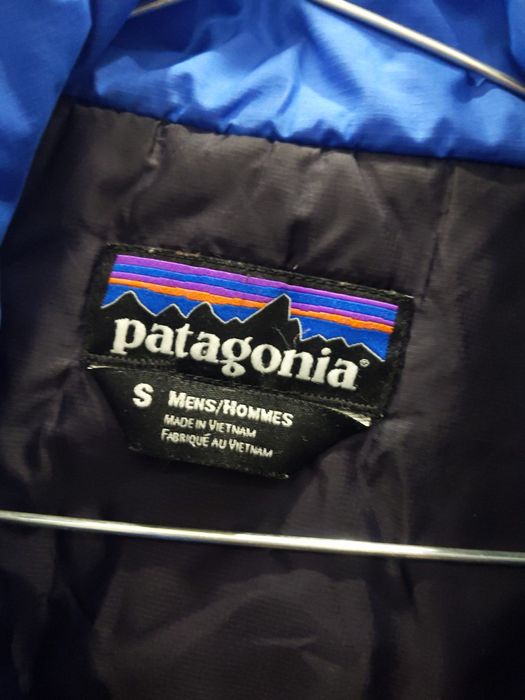 patagonia®
S MENS/HOMMES
MADE IN VIETNAM
FABRIQUÉ AU VIETNAM